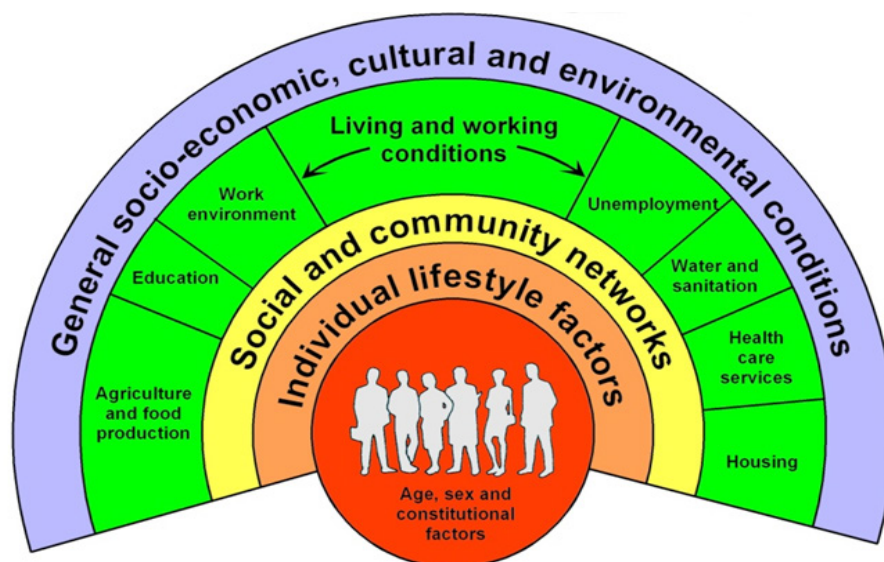 General socio-economic, cultural and environmental conditions
Living and working
conditions
Work
environment
Unemployment
Education
Water and
sanitation
Agriculture
and food
production
Health
care
services
Housing
Social and community networks
Individual lifestyle factors
Age, sex and
constitutional
factors